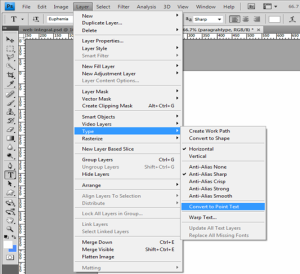 Ps File Edit Image Layer Select Filter Analysis 3D View Window H
T Euphemia Sharp
New
Duplicate Layer...
Delete
Layer Properties...
Layer Style
Smart Filter
New Fill Layer
New Adjustment Layer
Layer Content Options...
Layer Mask
Vector Mask
Create Clipping Mask Alt+Ctrl+G
Smart Objects
Video Layers
Type
Rasterize
New Layer Based Slice
Group Layers Ctrl+G
Ungroup Layers Shift+Ctrl+G
Hide Layers
Arrange
Align Layers To Selection
Distribute
Lock All Layers in Group...
Link Layers
Select Linked Layers
Merge Down Ctrl+E
Merge Visible Shift+Ctrl+E
Flatten Image
Matting
Create Work Path
Convert to Shape
Horizontal
Vertical
Anti-Alias None
Anti-Alias Sharp
Anti-Alias Crisp
Anti-Alias Strong
Anti-Alias Smooth
Convert to Point Text
Warp Text...
Update All Text Layers
Replace All Missing Fonts